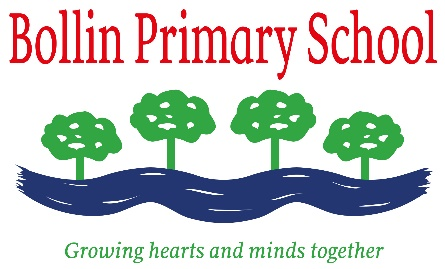 Bollin Primary School
Growing hearts and minds together